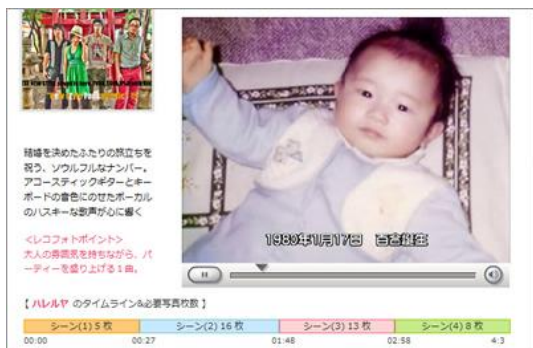 結婚を決めたふたりの旅立ちを
祝う、ソウルフルなナンバー。
アコースティックギターとキー
ボードの音色にのせたボーカル
のハスキーな歌声が心に響く
＜レコフォトポイント＞
大人の雰囲気を持ちながら、パ
ーティーを盛り上げる１曲。
1980年1月17日 百合誕生
【 ハレルヤ のタイムライン&必要写真枚数 】
シーン(1) 5 枚 シーン(2) 16 枚 シーン(3) 13 枚 シーン(4) 8 枚
00:00 00:27 01:48 02:58 4:3